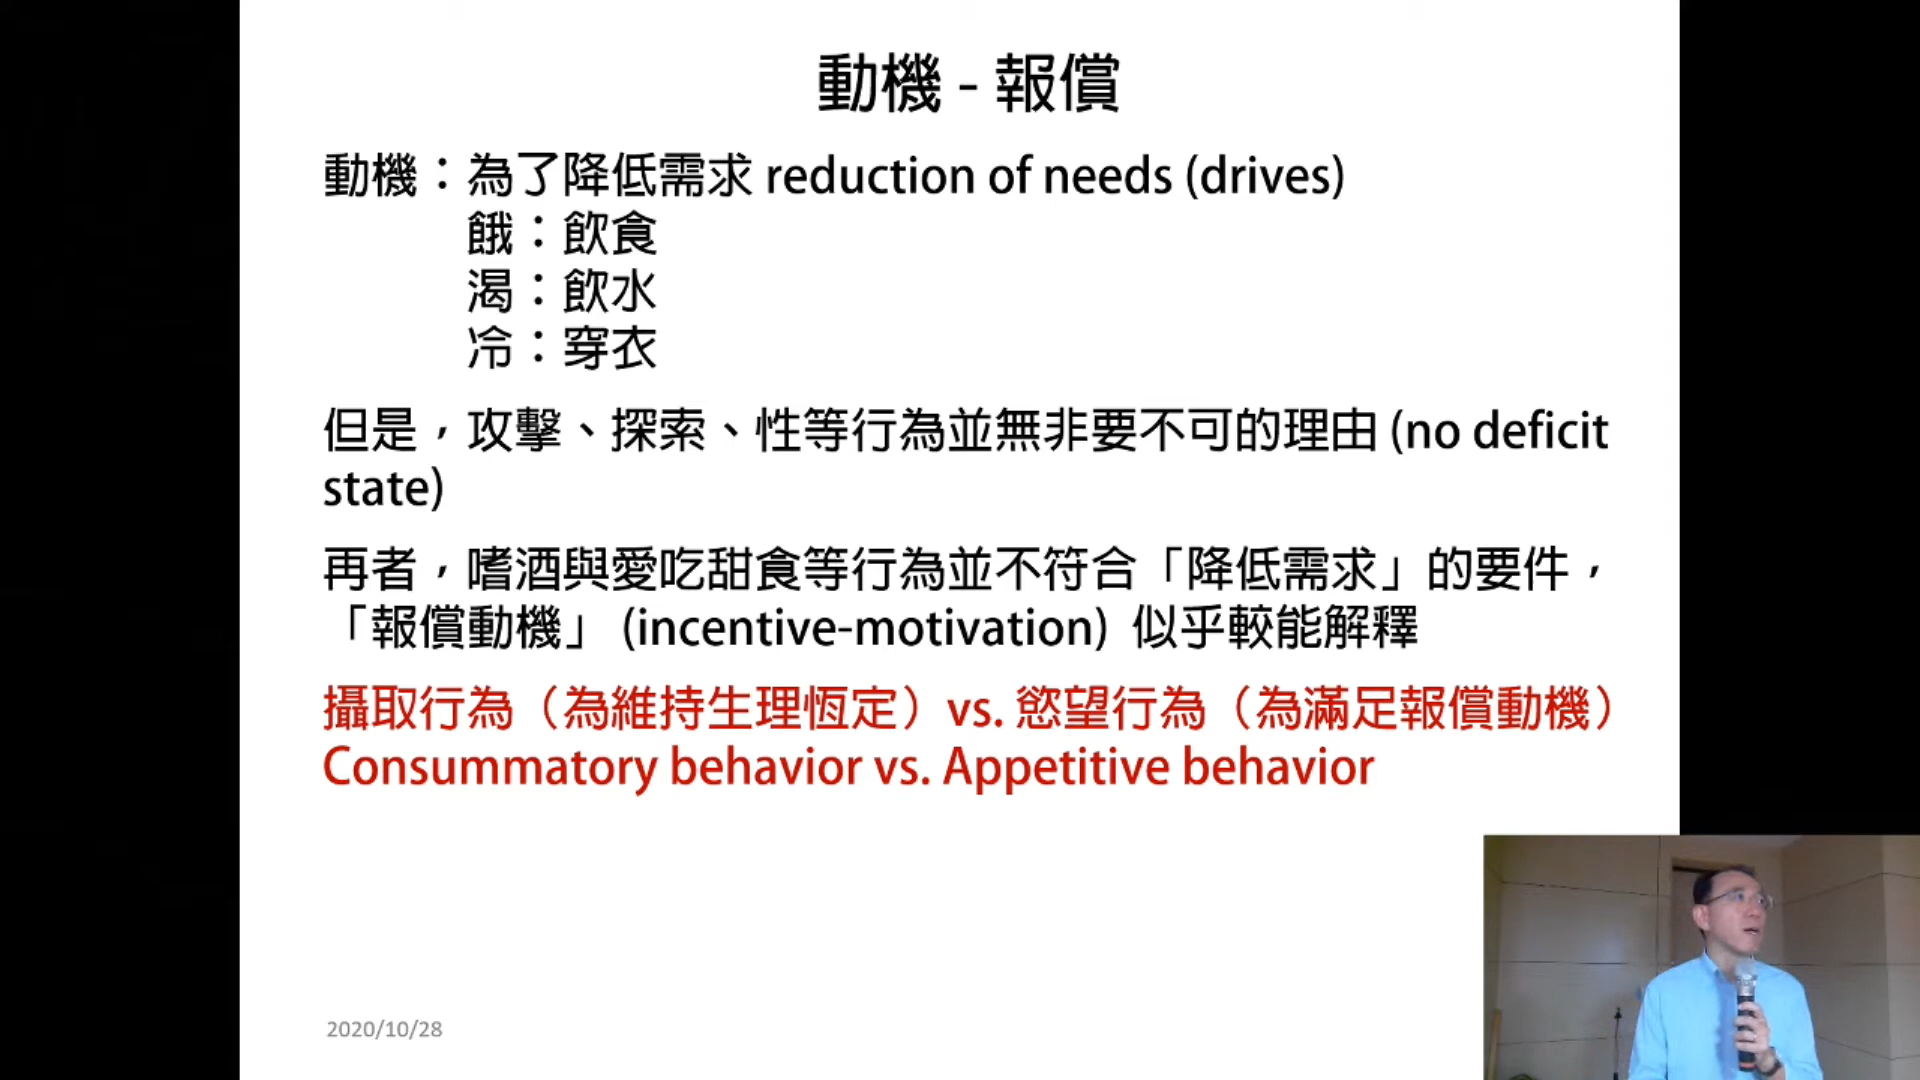 動機 - 報償
動機：為了降低需求 reduction of needs (drives)
餓：飲食
渴：飲水
冷：穿衣
但是，攻擊、探索、性等行為並無非要不可的理由 (no deficit
state)
再者，嗜酒與愛吃甜食等行為並不符合「降低需求」的要件，
「報償動機」 (incentive-motivation) 似乎較能解釋
攝取行為（為維持生理恆定）vs. 慾望行為（為滿足報償動機）
Consummatory behavior vs. Appetitive behavior
2020/10/28